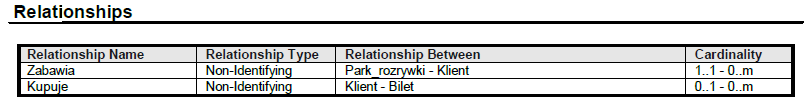 Relationships
Relationship Name Relationship Type Relationship Between Cardinality
Zabawia Non-Identifying Park_rozrywki - Klient 1..1 - 0..m
Kupuje Non-Identifying Klient - Bilet 0..1 - 0..m